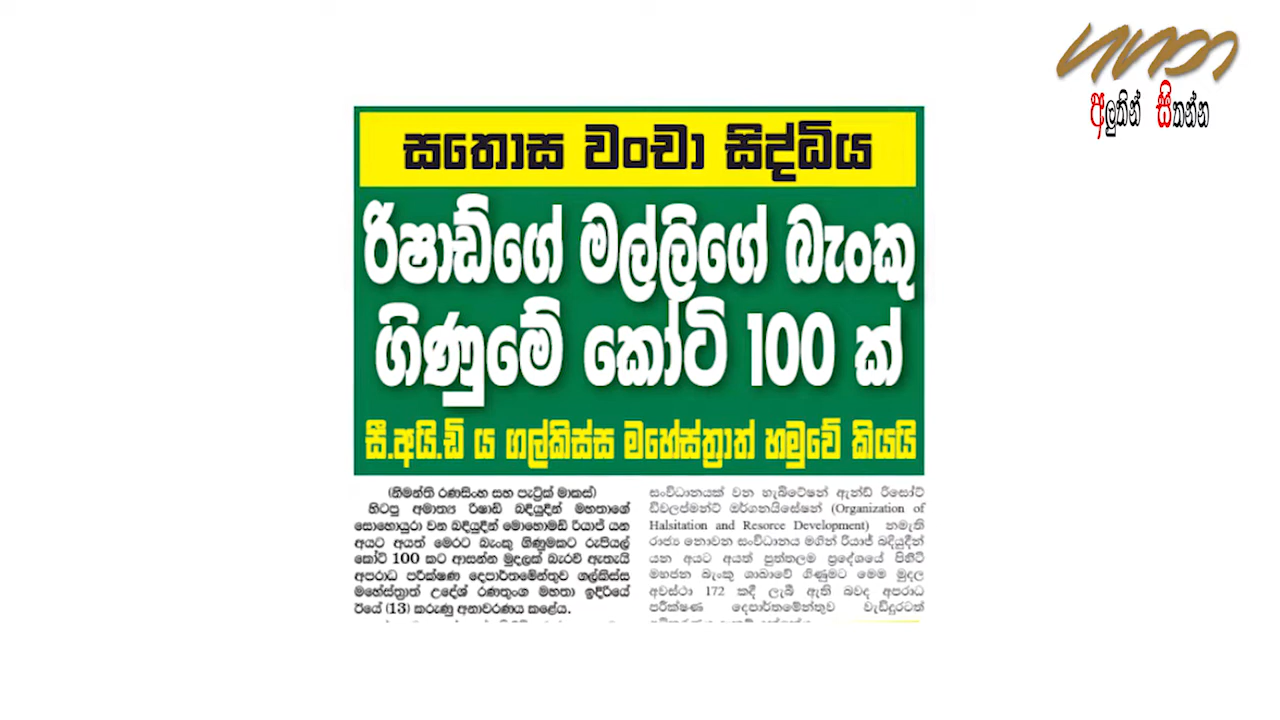 ගගන
අලුතින් සිතන්න
සතොස වංචා සිද්ධිය
රිෂාඩ්ගේ මල්ලිගේ බැංකු
ගිණුමේ කෝටි 100 ක්
සී.අයි.ඩී ය ගල්කිස්ස මහේස්ත්‍රාත් හමුවේ කියයි
(නිමන්ති රණසිංහ සහ පැට්‍රික් මාකස්)
හිටපු අමාත්‍ය රිෂාඩ් බදියුදීන් මහතාගේ
සොහොයුරා වන බදියුදීන් මොහොමඩ් රියාජ් යන
අයට අයත් මෙරට බැංකු ගිණුමකට රුපියල්
කෝටි 100 කට ආසන්න මුදලක් බැරවී ඇතැයි
අපරාධ පරීක්ෂණ දෙපාර්තමේන්තුව ගල්කිස්ස
මහේස්ත්‍රාත් උදේශ් රණතුංග මහතා ඉදිරියේ
ඊයේ (13) කරුණු අනාවරණය කළේය.
සංවිධානයක් වන හැබිටේෂන් ඇන්ඩ් රිසෝට්
ඩිවලප්මන්ට් ඕර්ගනයිසේෂන් (Organization of
Halsitation and Resorce Development) නමැති
රාජ්‍ය නොවන සංවිධානය මගින් රියාජ් බදියුදීන්
යන අයට අයත් පුත්තලම ප්‍රදේශයේ පිහිටි
මහජන බැංකු ශාඛාවේ ගිණුමට මෙම මුදල
අවස්ථා 172 කදී ලැබී ඇති බවද අපරාධ
පරීක්ෂණ දෙපාර්තමේන්තුව වැඩිදුරටත්